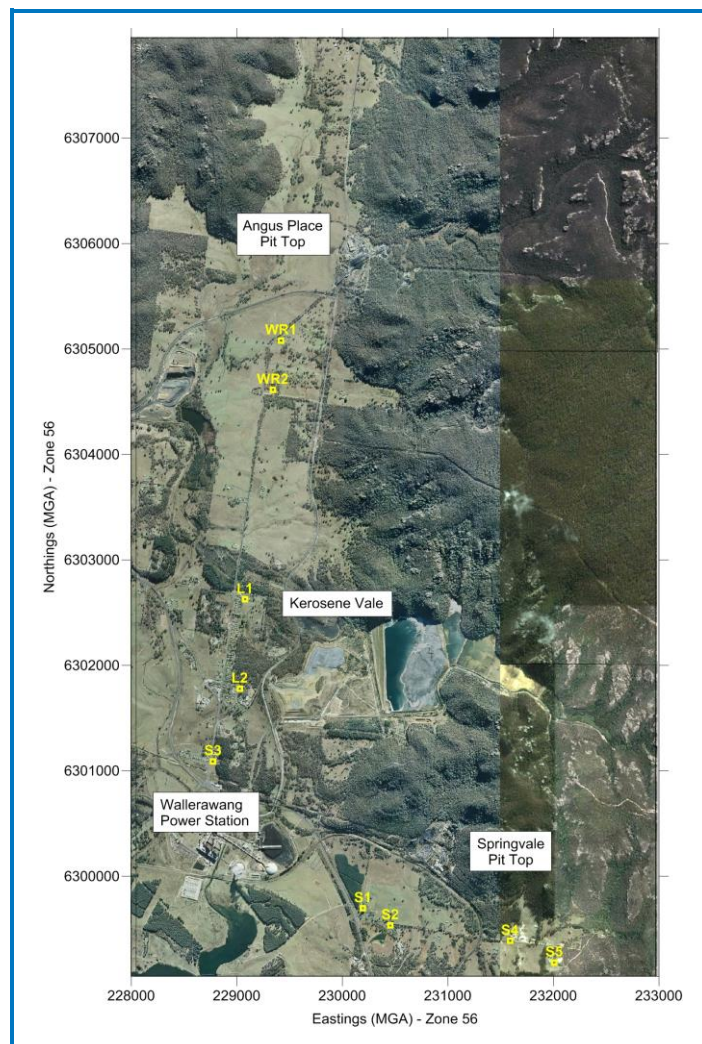 6307000
Angus Place
Pit Top
6306000
WR1
6305000
WR2
6304000
Northings (MGA) - Zone 56
6303000
L1
Kerosene Vale
6302000
L2
S3
6301000
Wallerawang
Power Station
Springvale
Pit Top
6300000
S1
S2
S4
S5
228000 229000 230000 231000 232000 233000
Eastings (MGA) - Zone 56